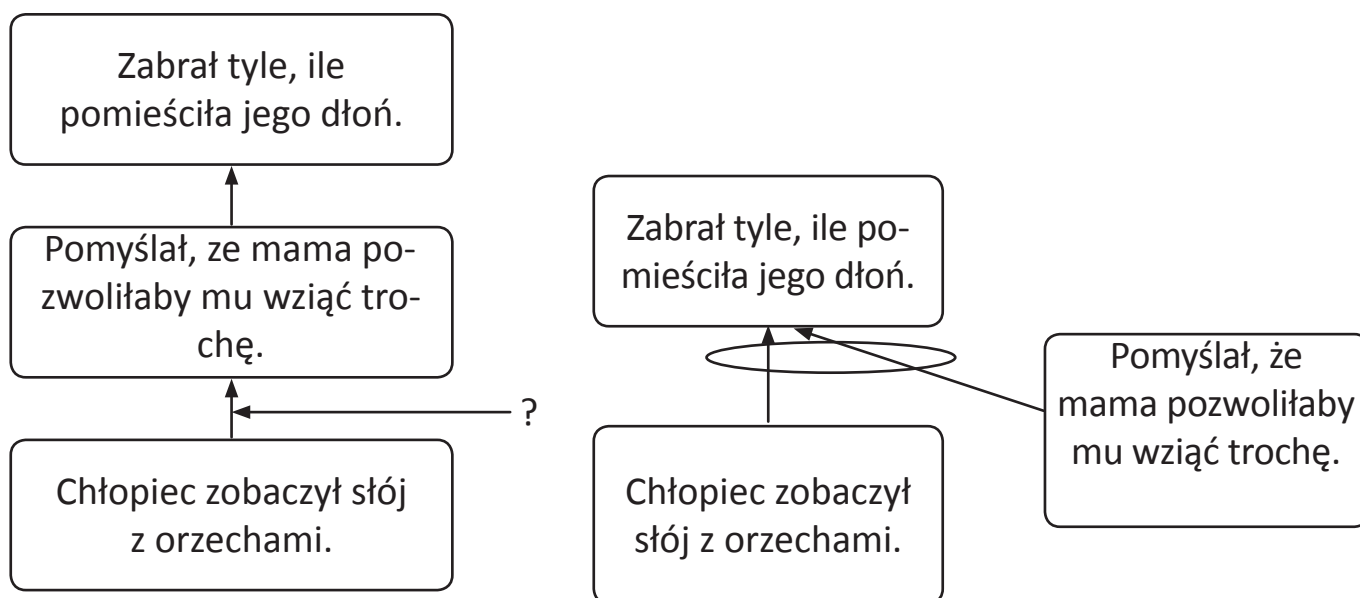 Zabrał tyle, ile
pomieściła jego dłoń.
Pomyślał, ze mama po-
zwoliłaby mu wziąć tro-
chę.
?
Chłopiec zobaczył słój
z orzechami.
Zabrał tyle, ile po-
mieściła jego dłoń.
Pomyślał, że
mama pozwoliłaby
mu wziąć trochę.
Chłopiec zobaczył
słój z orzechami.